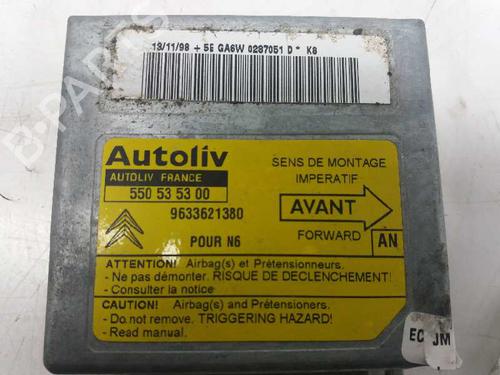 13/11/98 + 5E GA6W 0287051 D * K8
Autoliv
AUTOLIV FRANCE
550 53 53 00
9633621380
POUR N6
SENS DE MONTAGE
IMPERATIF
AVANT
FORWARD
AN
ATTENTION! Airbag(s) et Prétensionneurs.
- Ne pas démonter. RISQUE DE DECLENCHEMENT!
- Consulter la notice
CAUTION! Airbag(s) and Pretensioners.
- Do not remove. TRIGGERING HAZARD!
- Read manual.
JM
B-PARTS